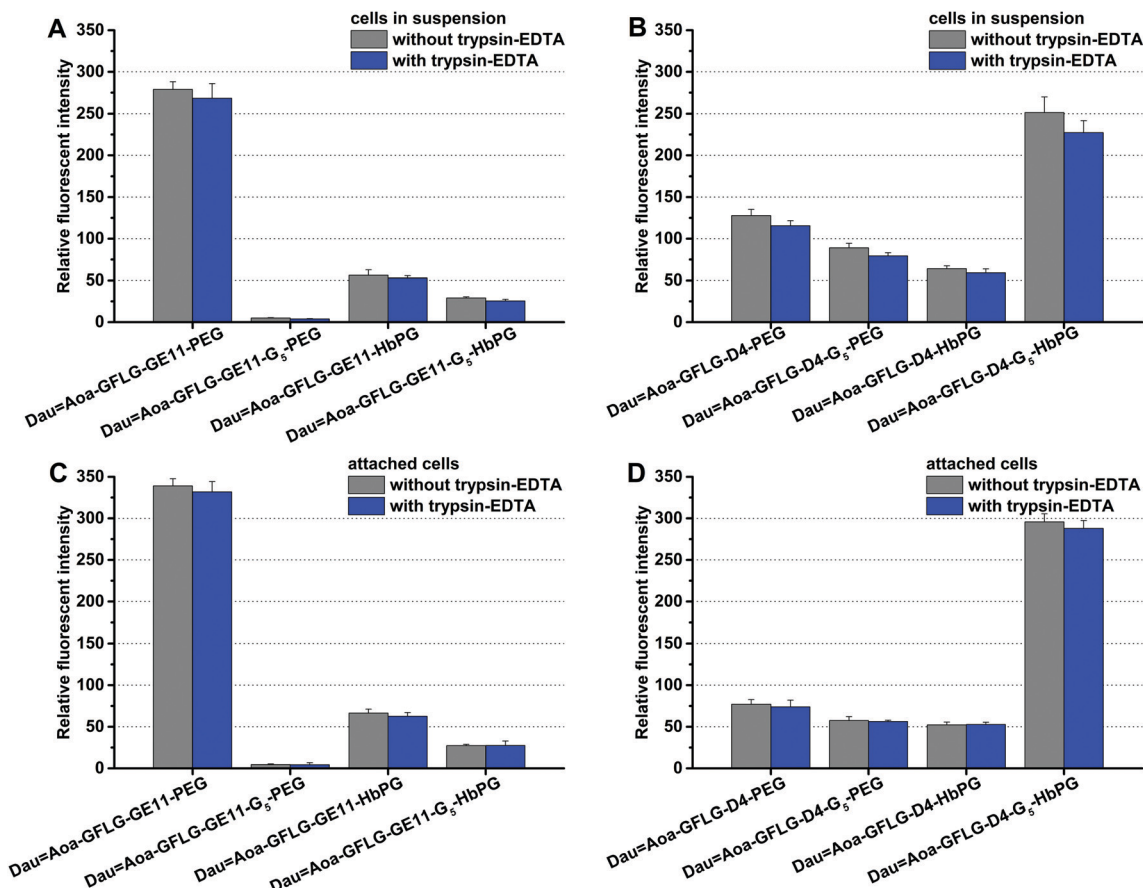 A
cells in suspension
without trypsin-EDTA
with trypsin-EDTA
Relative fluorescent intensity
350
300
250
200
150
100
50
0
Dau=Aoa-GFLG-GE11-PEG
Dau=Aoa-GFLG-GE11-G₅-PEG
Dau=Aoa-GFLG-GE11-HbPG
Dau=Aoa-GFLG-GE11-G₅-HbPG
B
cells in suspension
without trypsin-EDTA
with trypsin-EDTA
Relative fluorescent intensity
350
300
250
200
150
100
50
0
Dau=Aoa-GFLG-D4-PEG
Dau=Aoa-GFLG-D4-G₅-PEG
Dau=Aoa-GFLG-D4-HbPG
Dau=Aoa-GFLG-D4-G₅-HbPG
C
attached cells
without trypsin-EDTA
with trypsin-EDTA
Relative fluorescent intensity
350
300
250
200
150
100
50
0
Dau=Aoa-GFLG-GE11-PEG
Dau=Aoa-GFLG-GE11-G₅-PEG
Dau=Aoa-GFLG-GE11-HbPG
Dau=Aoa-GFLG-GE11-G₅-HbPG
D
attached cells
without trypsin-EDTA
with trypsin-EDTA
Relative fluorescent intensity
350
300
250
200
150
100
50
0
Dau=Aoa-GFLG-D4-PEG
Dau=Aoa-GFLG-D4-G₅-PEG
Dau=Aoa-GFLG-D4-HbPG
Dau=Aoa-GFLG-D4-G₅-HbPG